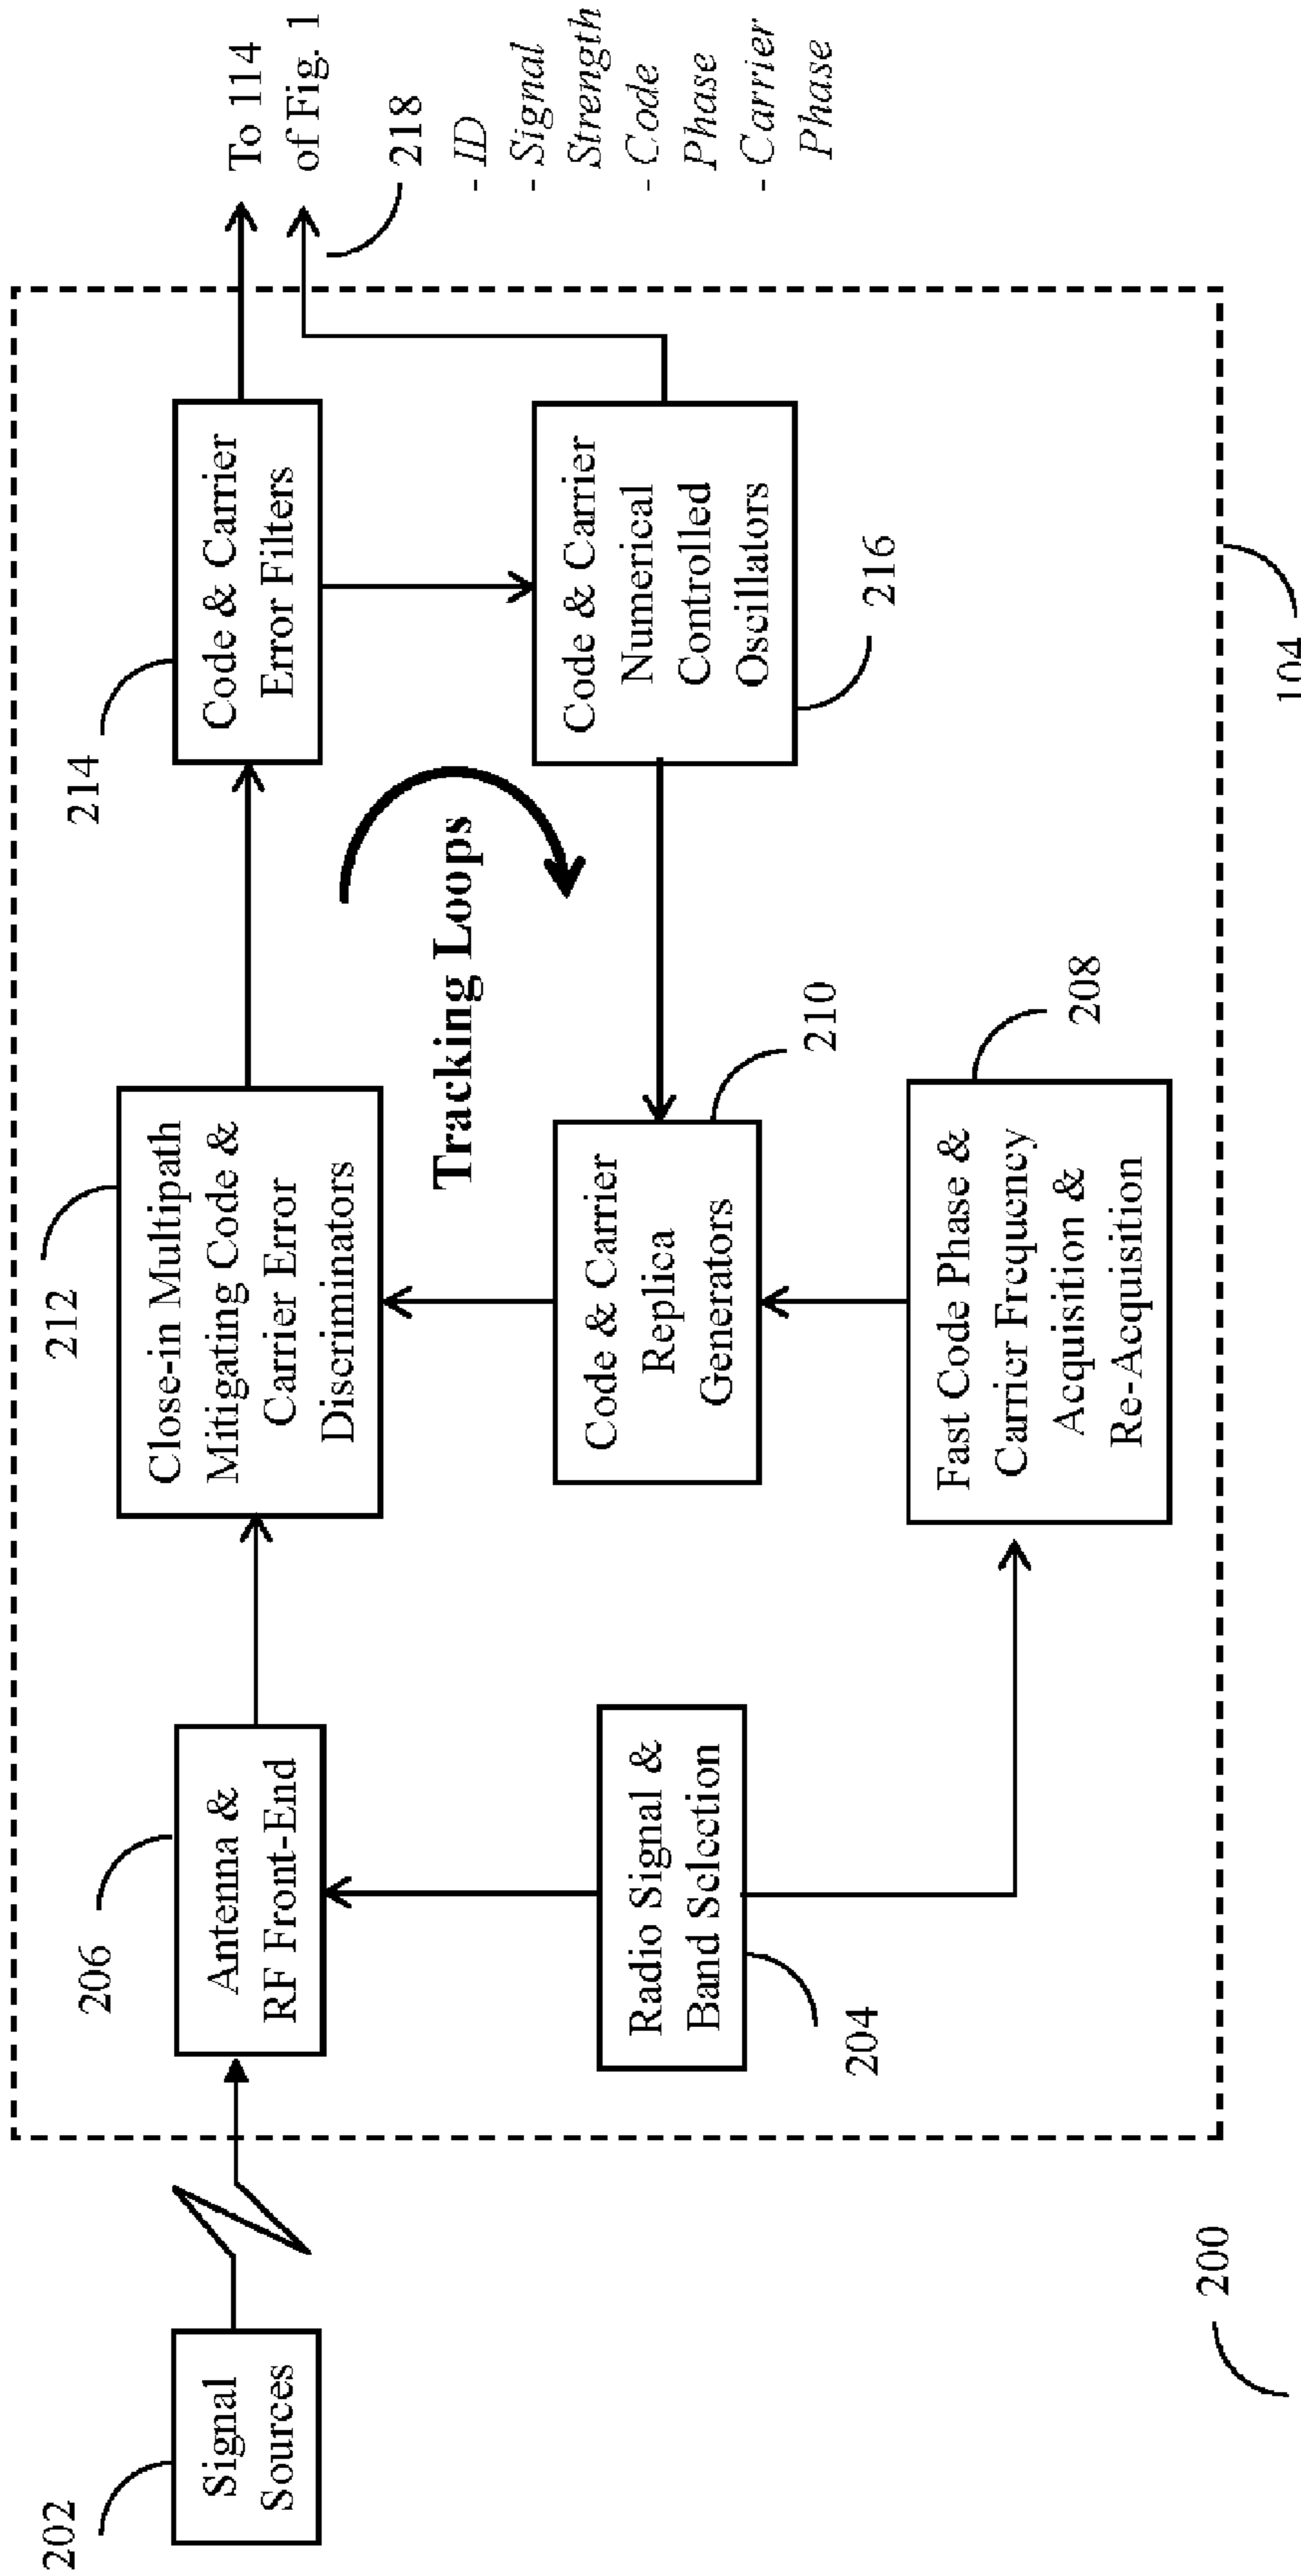 202
Signal
Sources
206
Antenna &
RF Front-End
212
Close-in Multipath
Mitigating Code &
Carrier Error
Discriminators
214
Code & Carrier
Error Filters
To 114
of Fig. 1
218
- ID
- Signal
Strength
- Code
Phase
- Carrier
Phase
Tracking Loops
Radio Signal &
Band Selection
204
Code & Carrier
Replica
Generators
210
Code & Carrier
Numerical
Controlled
Oscillators
216
Fast Code Phase &
Carrier Frequency
Acquisition &
Re-Acquisition
208
200
104